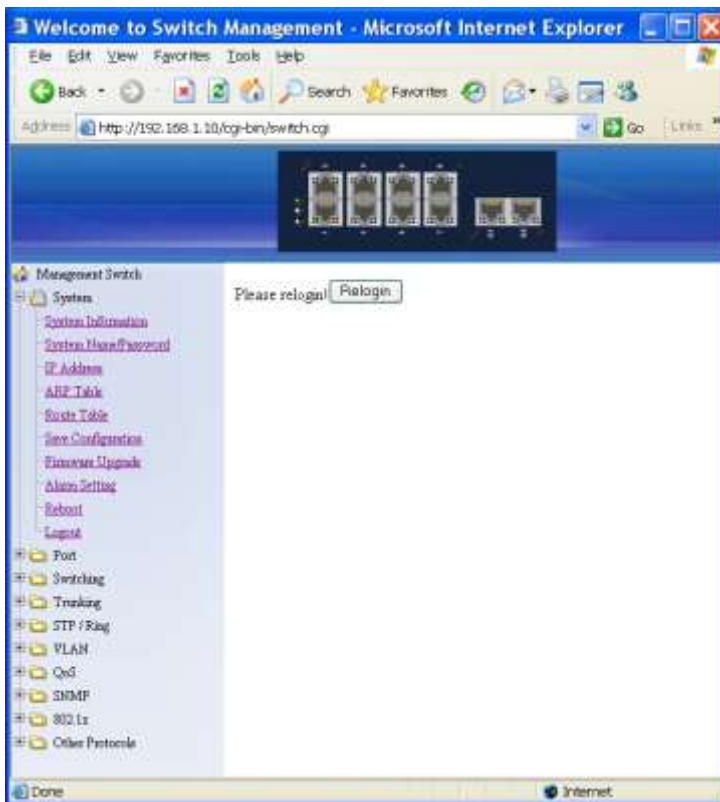 Welcome to Switch Management - Microsoft Internet Explorer
File Edit View Favorites Tools Help
Back Search Favorites
Address http://192.168.1.10/cgi-bin/switch.cgi Go Links »
Management Switch
System
System Information
System Name/Password
IP Address
ARP Table
Route Table
Save Configuration
Firmware Upgrade
Alarm Setting
Reboot
Logout
Port
Switching
Trunking
STP / Ring
VLAN
QoS
SNMP
802.1x
Other Protocols
Please relogin! Relogin
Done Internet